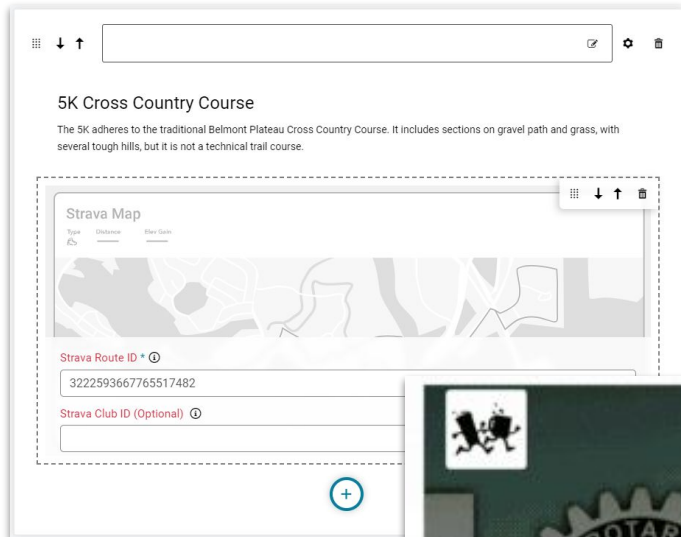 5K Cross Country Course
The 5K adheres to the traditional Belmont Plateau Cross Country Course. It includes sections on gravel path and grass, with
several tough hills, but it is not a technical trail course.
Strava Map
Type Distance Elev Gain
Strava Route ID *
3222593667765517482
Strava Club ID (Optional)
ROTAR